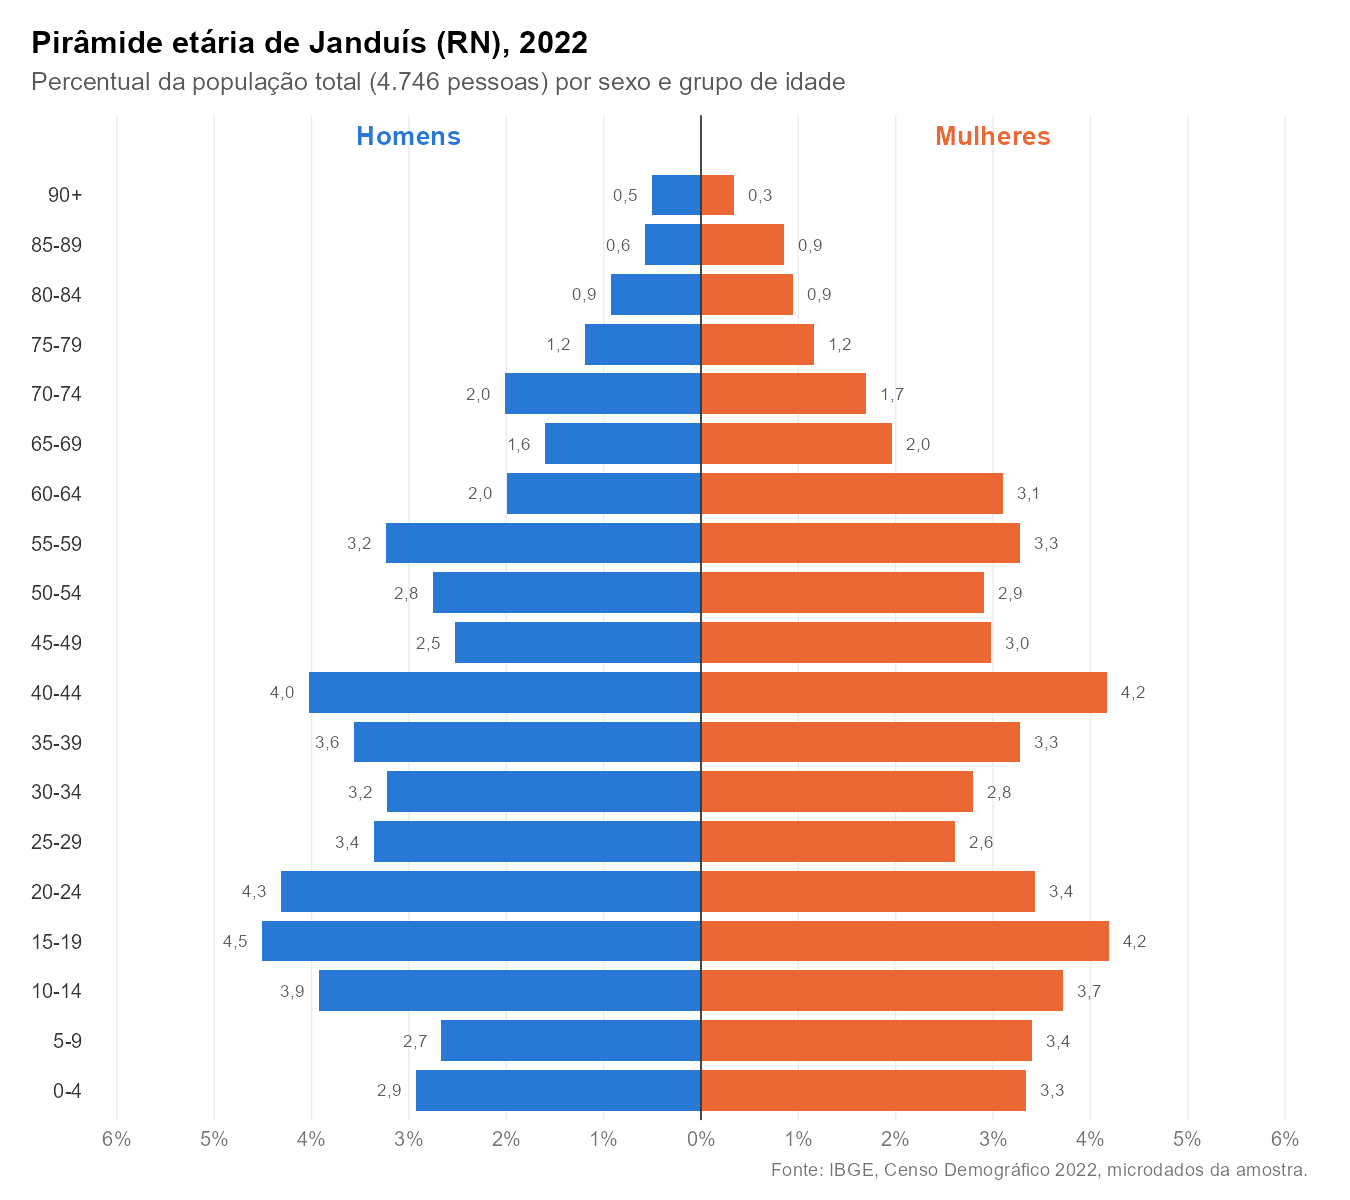 Pirâmide etária de Janduís (RN), 2022
Percentual da população total (4.746 pessoas) por sexo e grupo de idade
Homens Mulheres
90+ 0,5 0,3
85-89 0,6 0,9
80-84 0,9 0,9
75-79 1,2 1,2
70-74 2,0 1,7
65-69 1,6 2,0
60-64 2,0 3,1
55-59 3,2 3,3
50-54 2,8 2,9
45-49 2,5 3,0
40-44 4,0 4,2
35-39 3,6 3,3
30-34 3,2 2,8
25-29 3,4 2,6
20-24 4,3 3,4
15-19 4,5 4,2
10-14 3,9 3,7
5-9 2,7 3,4
0-4 2,9 3,3
6% 5% 4% 3% 2% 1% 0% 1% 2% 3% 4% 5% 6%
Fonte: IBGE, Censo Demográfico 2022, microdados da amostra.